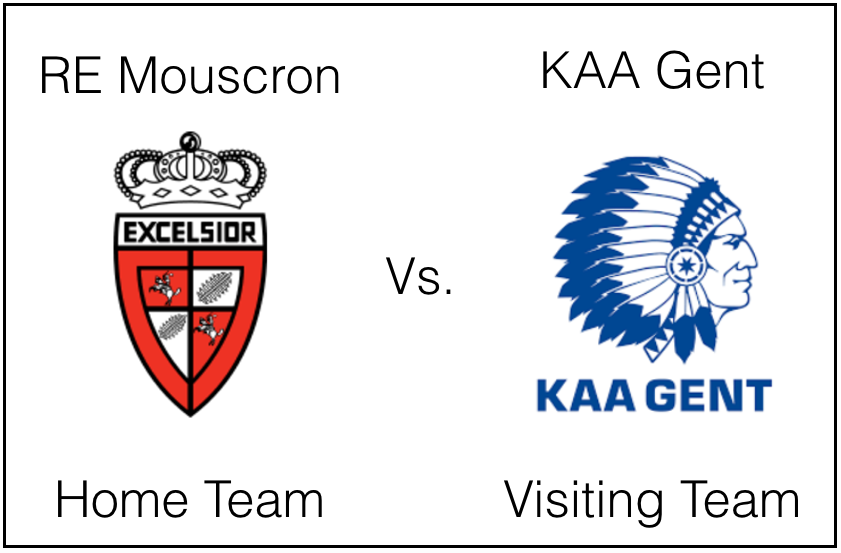 RE Mouscron
KAA Gent
EXCELSIOR
Vs.
KAA GENT
Home Team
Visiting Team